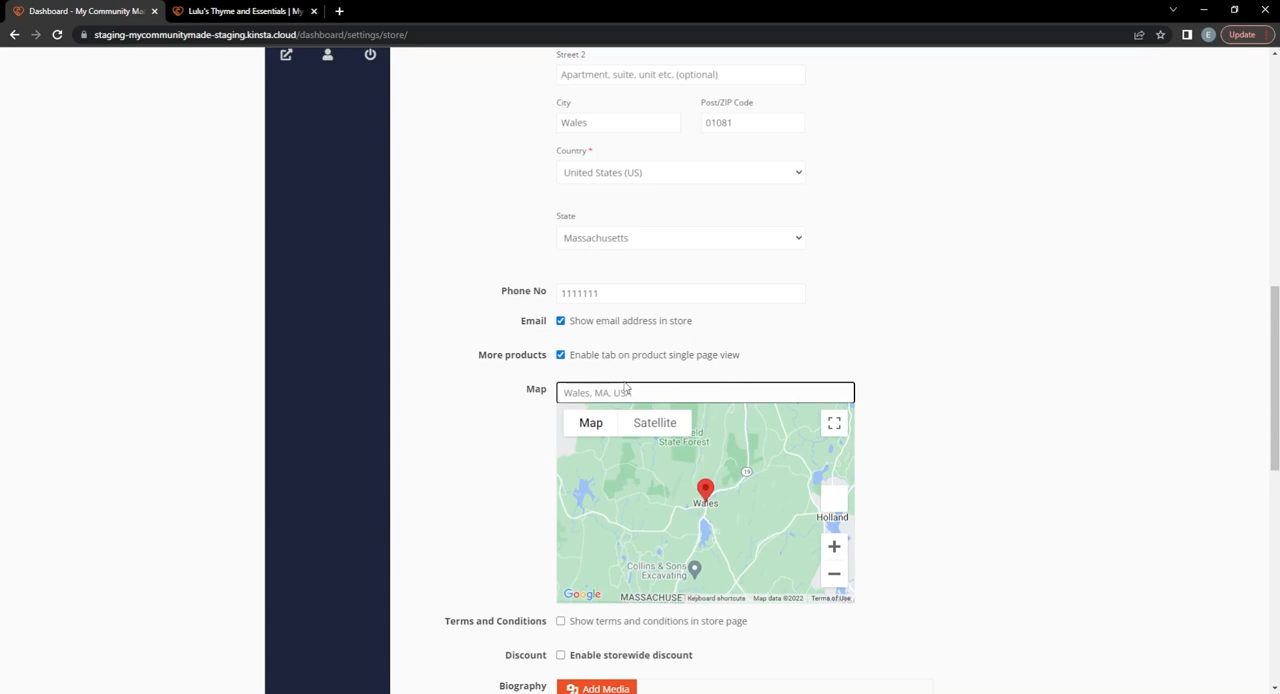 Dashboard - My Community Ma
Lulu's Thyme and Essentials | My
staging-mycommunitymade-staging.kinsta.cloud/dashboard/settings/store/
E
Update
Street 2
Apartment, suite, unit etc. (optional)
City
Post/ZIP Code
Wales
01081
Country *
United States (US)
State
Massachusetts
Phone No
1111111
Email
Show email address in store
More products
Enable tab on product single page view
Map
Wales, MA, USA
Map
Satellite
State Forest
19
Wales
Holland
Collins & Sons
Excavating
Google
MASSACHUSE
Keyboard shortcuts
Map data ©2022
Terms of Use
Terms and Conditions
Show terms and conditions in store page
Discount
Enable storewide discount
Biography
Add Media